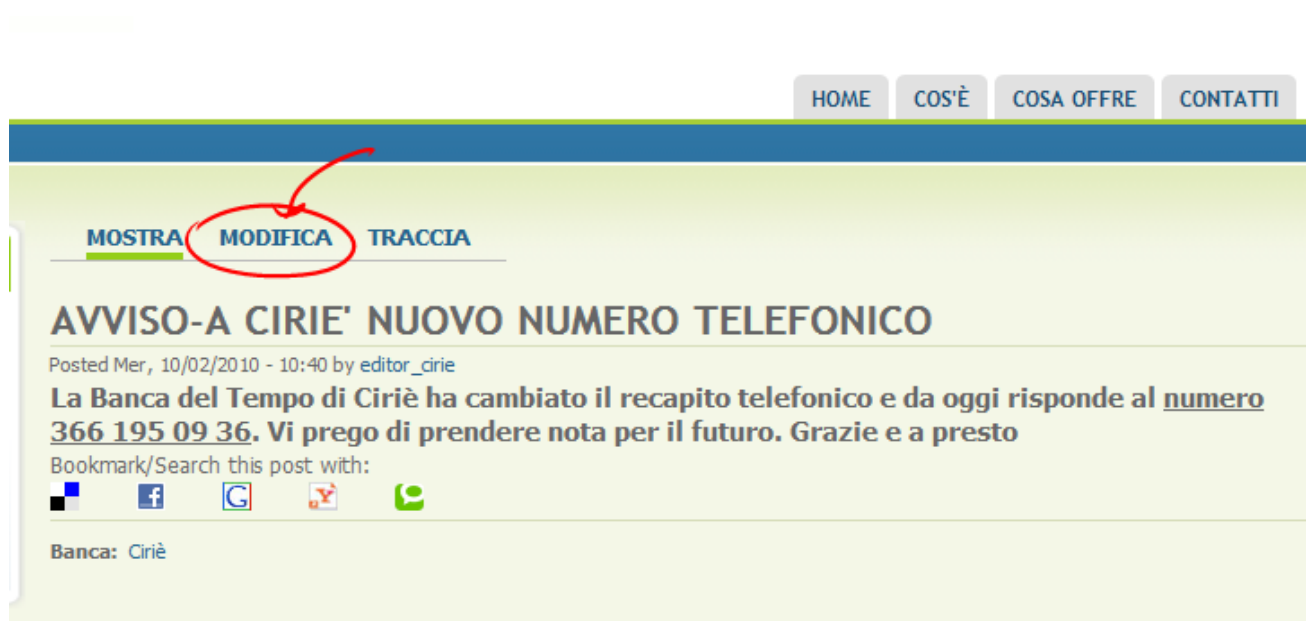 HOME COS'È COSA OFFRE CONTATTI
MOSTRA MODIFICA TRACCIA
AVVISO-A CIRIE' NUOVO NUMERO TELEFONICO
Posted Mer, 10/02/2010 - 10:40 by editor_cirie
La Banca del Tempo di Ciriè ha cambiato il recapito telefonico e da oggi risponde al numero
366 195 09 36. Vi prego di prendere nota per il futuro. Grazie e a presto
Bookmark/Search this post with:
Banca: Ciriè